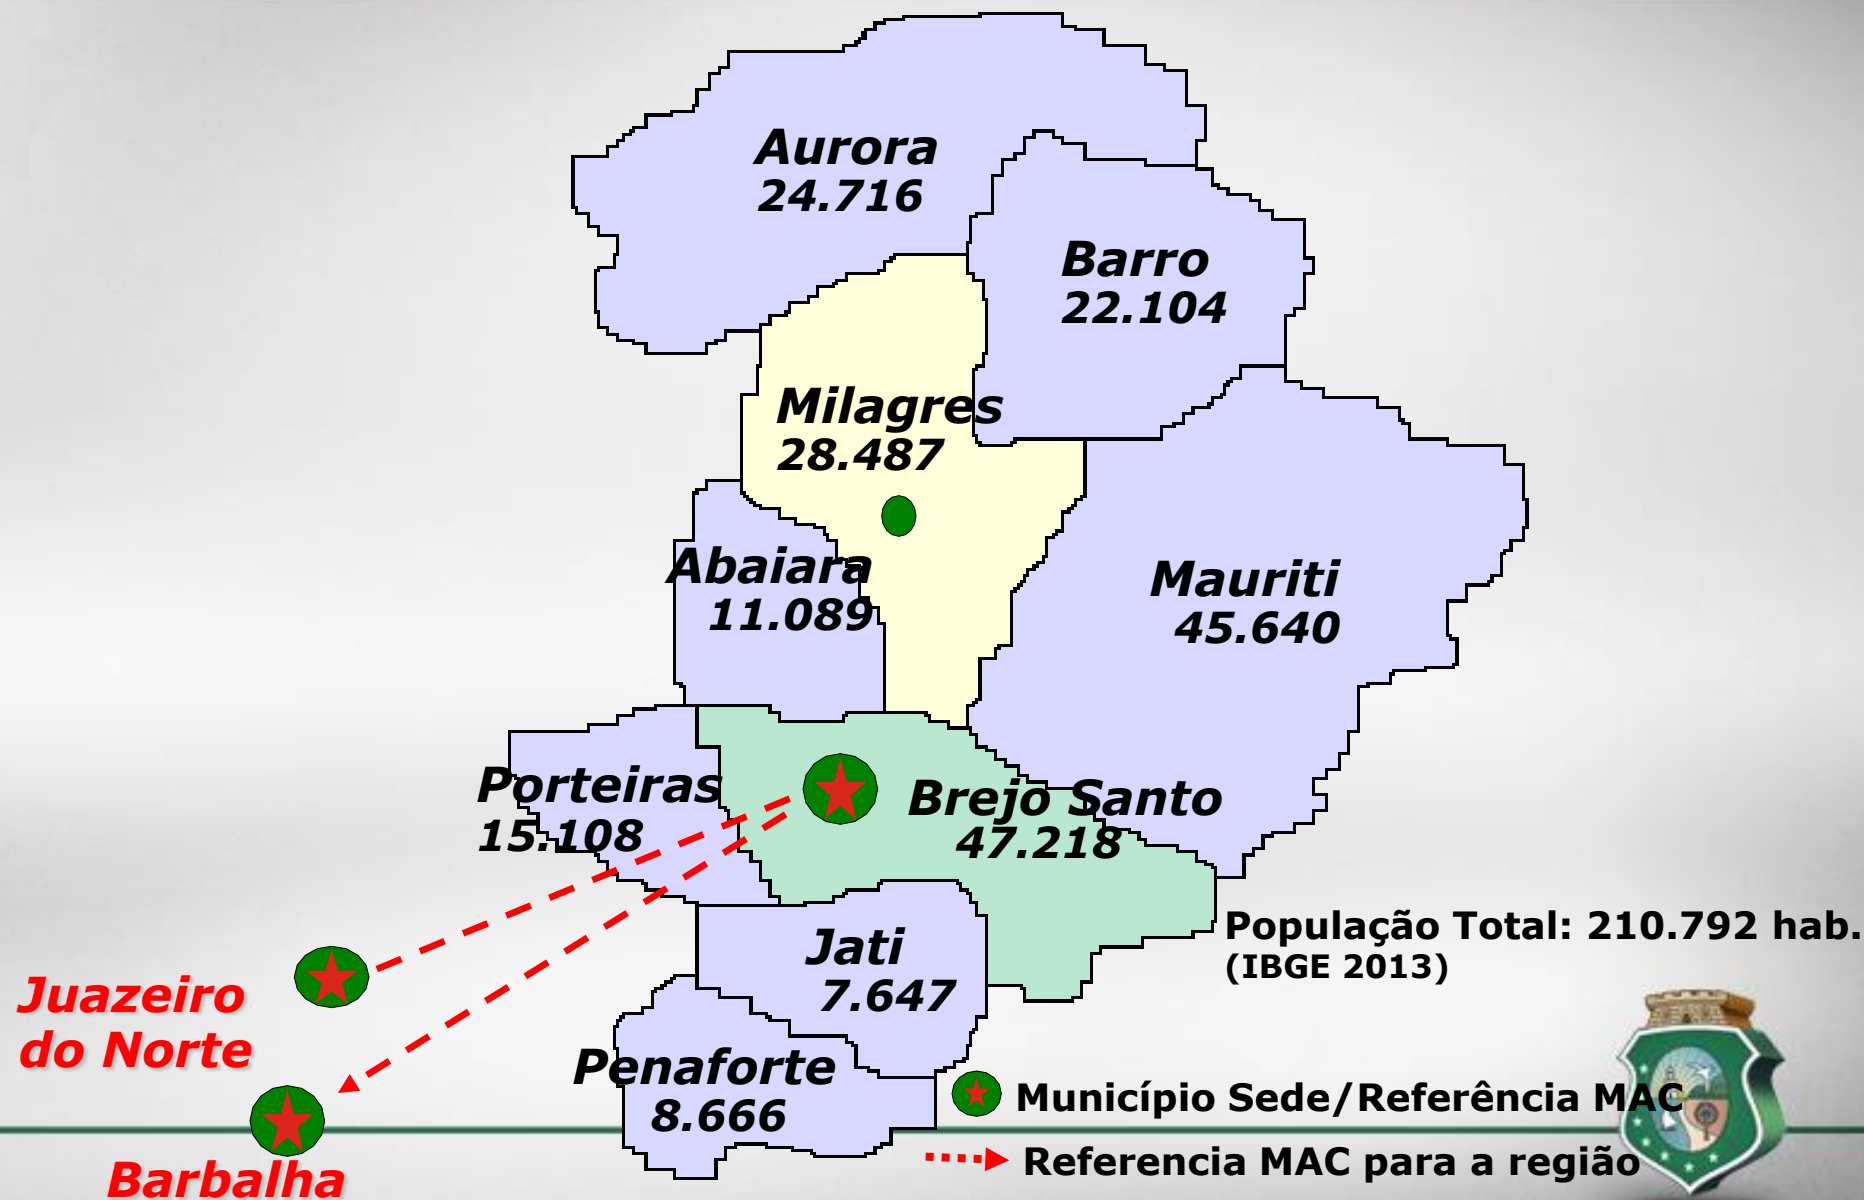 Aurora
24.716
Barro
22.104
Milagres
28.487
Abaiara
11.089
Mauriti
45.640
Porteiras
15.108
Brejo Santo
47.218
População Total: 210.792 hab.
(IBGE 2013)
Jati
7.647
Juazeiro
do Norte
Penaforte
8.666
Município Sede/Referência MAC
Referencia MAC para a região
Barbalha